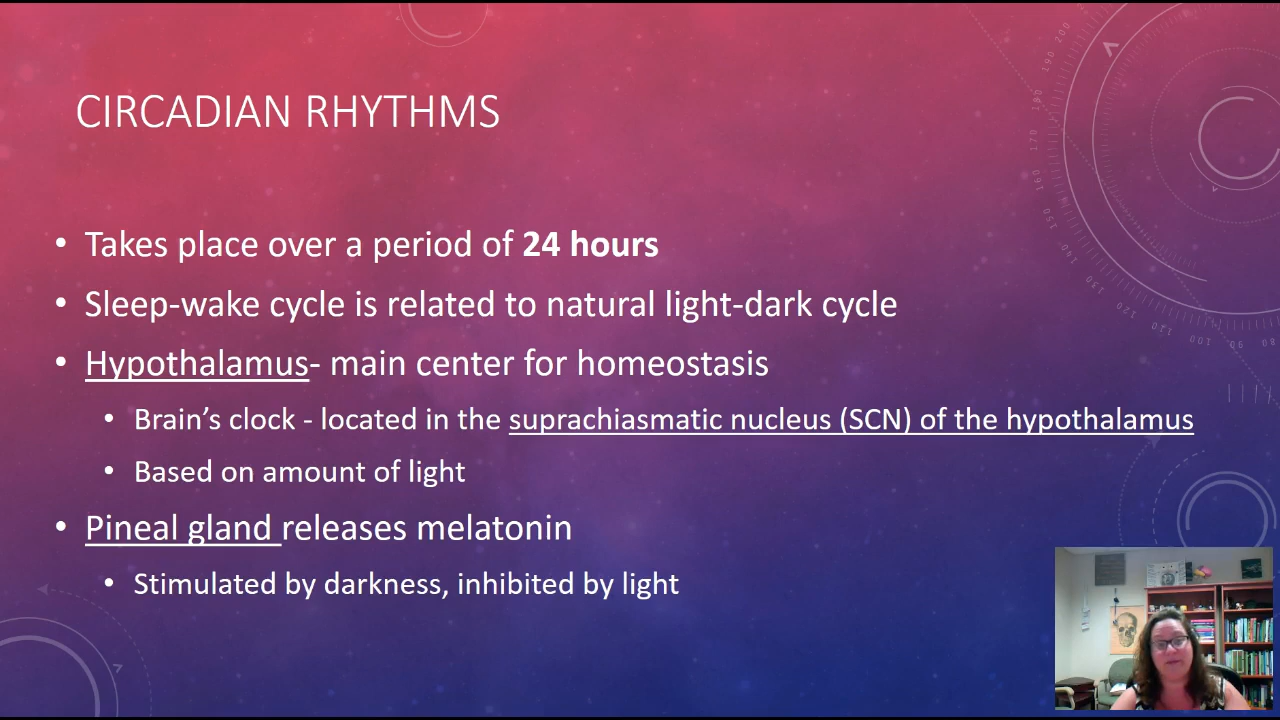 CIRCADIAN RHYTHMS
• Takes place over a period of 24 hours
• Sleep-wake cycle is related to natural light-dark cycle
• Hypothalamus- main center for homeostasis
• Brain's clock - located in the suprachiasmatic nucleus (SCN) of the hypothalamus
• Based on amount of light
• Pineal gland releases melatonin
• Stimulated by darkness, inhibited by light